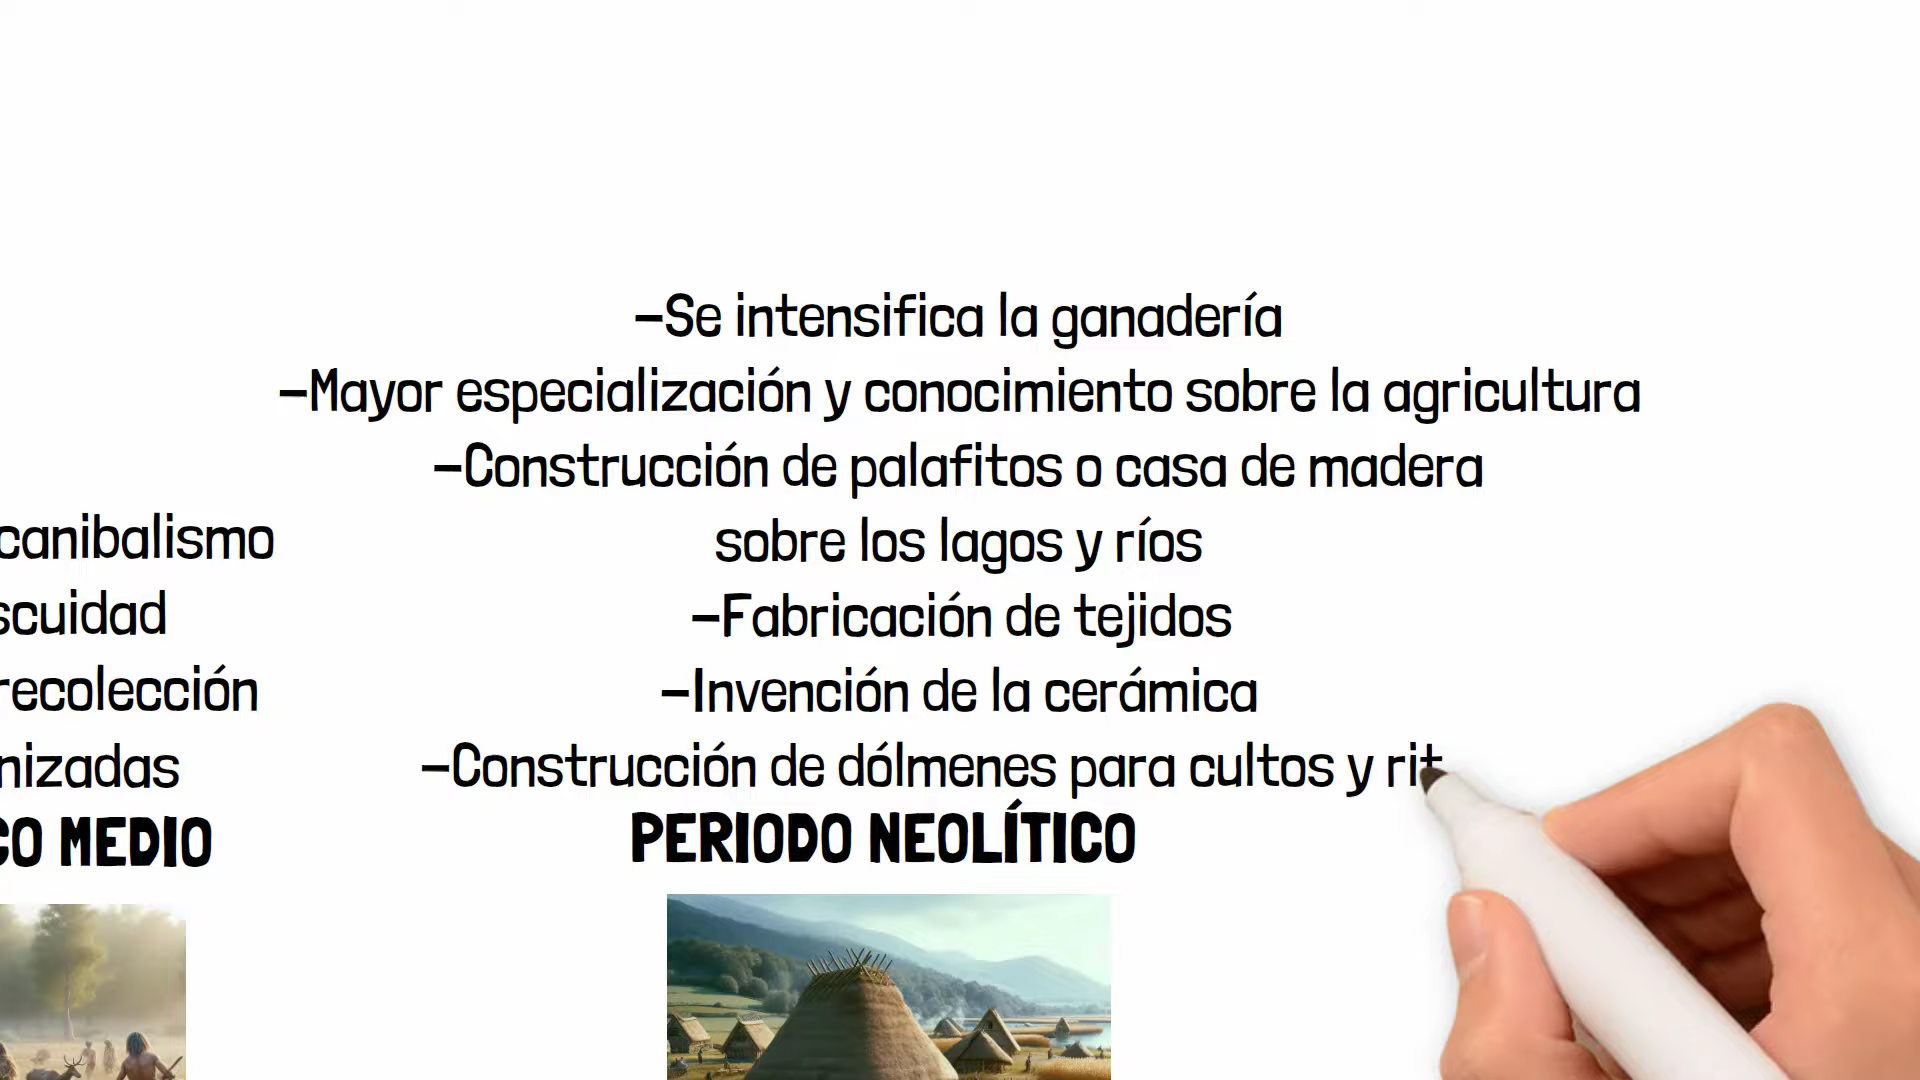 –Se intensifica la ganadería
–Mayor especialización y conocimiento sobre la agricultura
–Construcción de palafitos o casa de madera
sobre los lagos y ríos
–Fabricación de tejidos
–Invención de la cerámica
–Construcción de dólmenes para cultos y rit
PERIODO NEOLÍTICO
canibalismo
scuidad
recolección
nizadas
CO MEDIO